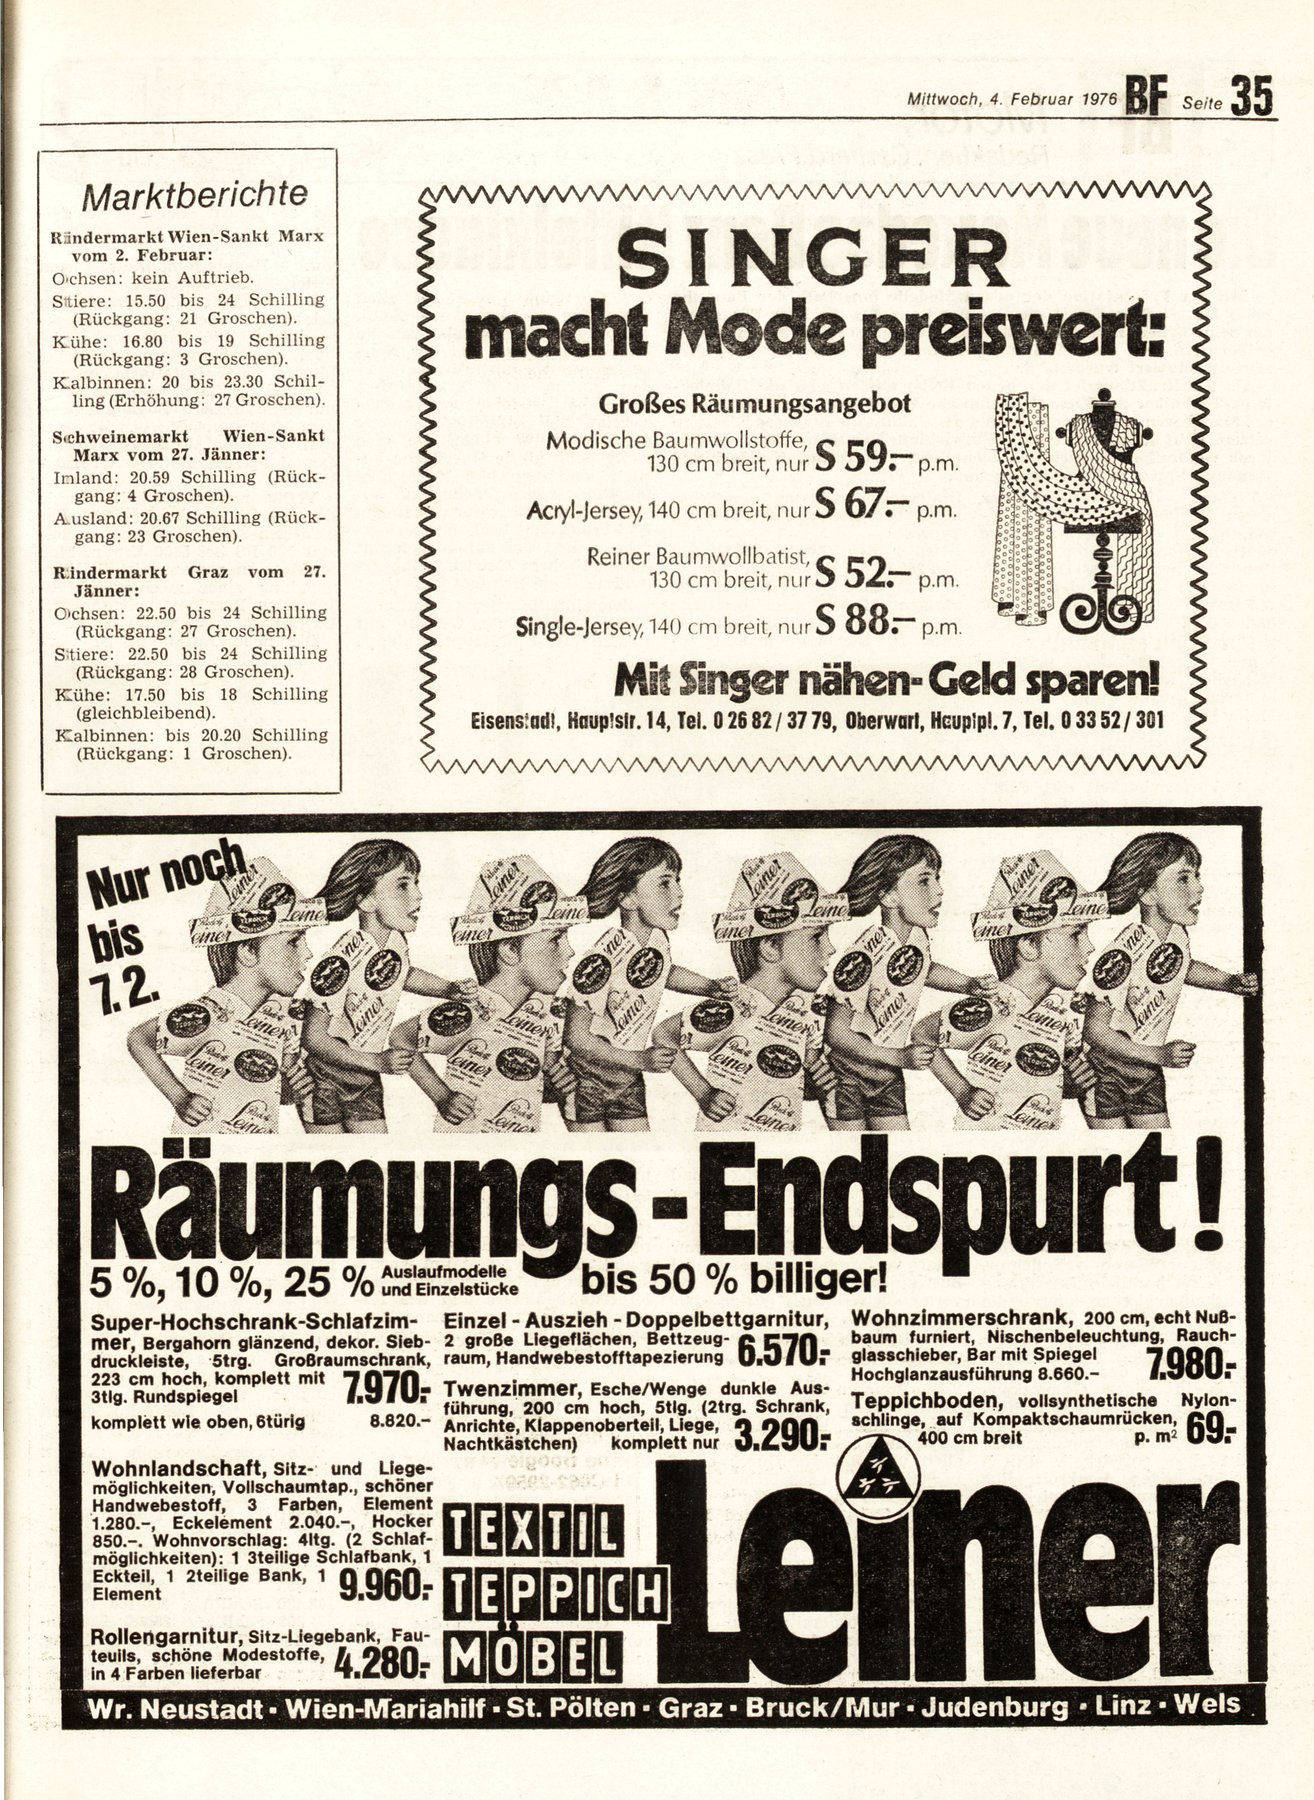 Mittwoch, 4. Februar 1976 BF Seite 35
Marktberichte
Rindermarkt Wien-Sankt Marx
vom 2. Februar:
Ochsen: kein Auftrieb.
Stiere: 15.50 bis 24 Schilling
(Rückgang: 21 Groschen).
Kühe: 16.80 bis 19 Schilling
(Rückgang: 3 Groschen).
Kalbinnen: 20 bis 23.30 Schil-
ling (Erhöhung: 27 Groschen).
Schweinemarkt Wien-Sankt
Marx vom 27. Jänner:
Inland: 20.59 Schilling (Rück-
gang: 4 Groschen).
Ausland: 20.67 Schilling (Rück-
gang: 23 Groschen).
Rindermarkt Graz vom 27.
Jänner:
Ochsen: 22.50 bis 24 Schilling
(Rückgang: 27 Groschen).
Stiere: 22.50 bis 24 Schilling
(Rückgang: 28 Groschen).
Kühe: 17.50 bis 18 Schilling
(gleichbleibend).
Kalbinnen: bis 20.20 Schilling
(Rückgang: 1 Groschen).
SINGER
macht Mode preiswert:
Großes Räumungsangebot
Modische Baumwollstoffe,
130 cm breit, nur S 59.– p.m.
Acryl-Jersey, 140 cm breit, nur S 67.– p.m.
Reiner Baumwollbatist,
130 cm breit, nur S 52.– p.m.
Single-Jersey, 140 cm breit, nur S 88.– p.m.
Mit Singer nähen-Geld sparen!
Eisenstadt, Hauptstr. 14, Tel. 0 26 82 / 37 79, Oberwart, Hauptpl. 7, Tel. 0 33 52 / 301
Nur noch
bis
7. 2.
Räumungs-Endspurt!
5 %, 10 %, 25 % Auslaufmodelle und Einzelstücke bis 50 % billiger!
Super-Hochschrank-Schlafzim-
mer, Bergahorn glänzend, dekor. Sieb-
druckleiste, 5trg. Großraumschrank,
223 cm hoch, komplett mit
3tlg. Rundspiegel 7.970.-
komplett wie oben, 6türig 8.820.–
Wohnlandschaft, Sitz- und Liege-
möglichkeiten, Vollschaumtap., schöner
Handwebestoff, 3 Farben, Element
1.280.–, Eckelement 2.040.–, Hocker
850.–. Wohnvorschlag: 4ltg. (2 Schlaf-
möglichkeiten): 1 3teilige Schlafbank, 1
Eckteil, 1 2teilige Bank, 1
Element 9.960.-
Rollengarnitur, Sitz-Liegebank, Fau-
teuils, schöne Modestoffe,
in 4 Farben lieferbar 4.280.-
Einzel - Auszieh - Doppelbettgarnitur,
2 große Liegeflächen, Bettzeug-
raum, Handwebestofftapezierung 6.570.-
Twenzimmer, Esche/Wenge dunkle Aus-
führung, 200 cm hoch, 5tlg. (2trg. Schrank,
Anrichte, Klappenoberteil, Liege,
Nachtkästchen) komplett nur 3.290.-
Wohnzimmerschrank, 200 cm, echt Nuß-
baum furniert, Nischenbeleuchtung, Rauch-
glasschieber, Bar mit Spiegel 7.980.-
Hochglanzausführung 8.660.–
Teppichboden, vollsynthetische Nylon-
schlinge, auf Kompaktschaumrücken,
400 cm breit p. m² 69.-
TEXTIL
TEPPICH
MÖBEL
Leiner
Wr. Neustadt · Wien-Mariahilf · St. Pölten · Graz · Bruck/Mur · Judenburg · Linz · Wels